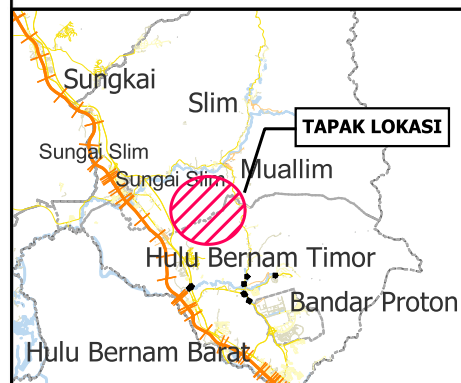 Sungkai
Slim
TAPAK LOKASI
Sungai Slim
Muallim
Sungai Slim
Hulu Bernam Timor
Bandar Proton
Hulu Bernam Barat